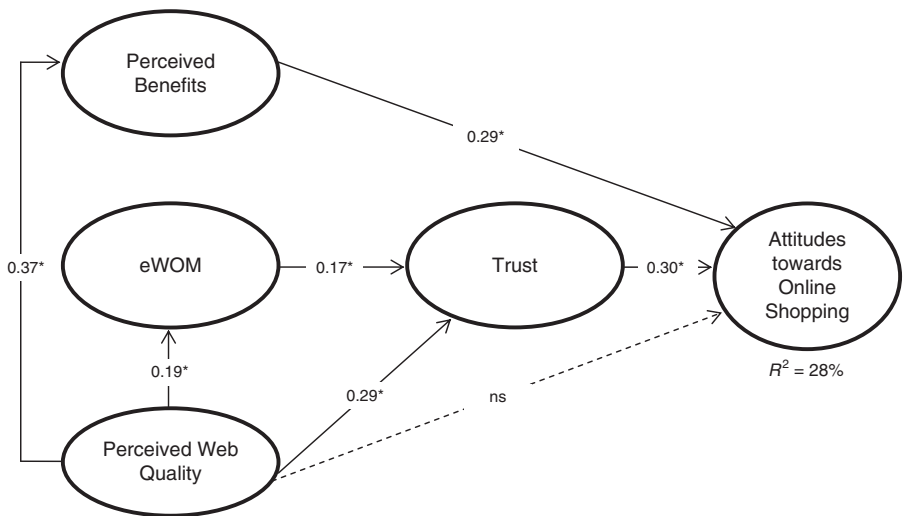 Perceived
Benefits
0.29*
0.37*
eWOM
0.17*
Trust
0.30*
Attitudes
towards
Online
Shopping
R² = 28%
0.19*
0.29*
ns
Perceived Web
Quality